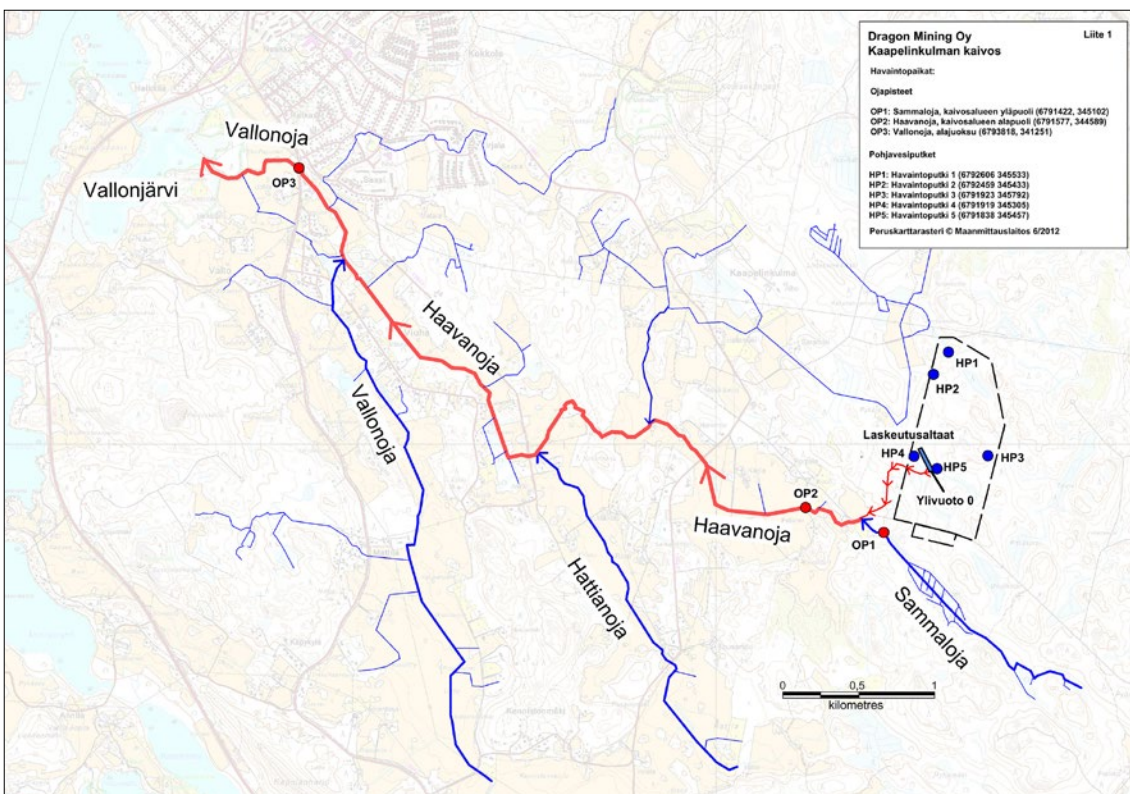 Dragon Mining Oy Liite 1
Kaapelinkulman kaivos
Havaintopaikat:
Ojapisteet
OP1: Sammaloja, kaivosalueen yläpuoli (6791422, 345102)
OP2: Haavanoja, kaivosalueen alapuoli (6791577, 344589)
OP3: Vallonoja, alajuoksu (6793818, 341251)
Pohjavesiputket
HP1: Havaintoputki 1 (6792606 345533)
HP2: Havaintoputki 2 (6792459 345433)
HP3: Havaintoputki 3 (6791923 345792)
HP4: Havaintoputki 4 (6791919 345305)
HP5: Havaintoputki 5 (6791838 345457)
Peruskarttarasteri © Maanmittauslaitos 6/2012
Vallonoja
OP3
Vallonjärvi
Kaapelinkulma
Haavanoja
HP1
HP2
Vallonoja
Laskeutusaltaat
HP4
HP5
HP3
Ylivuoto 0
OP2
Haavanoja
OP1
Hattianoja
Sammaloja
0 0,5 1
kilometres